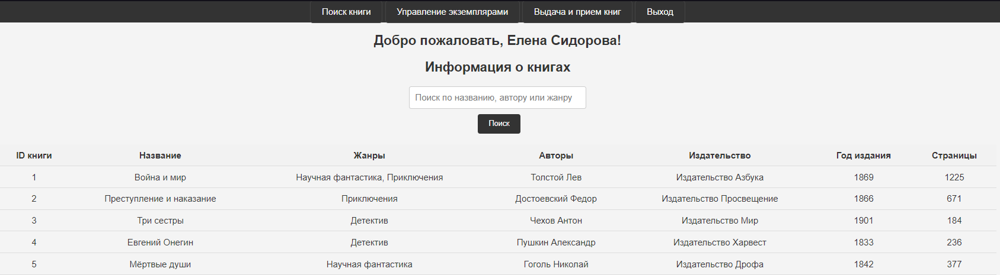 Поиск книги Управление экземплярами Выдача и прием книг Выход
Добро пожаловать, Елена Сидорова!
Информация о книгах
Поиск по названию, автору или жанру
Поиск
ID книги Название Жанры Авторы Издательство Год издания Страницы
1 Война и мир Научная фантастика, Приключения Толстой Лев Издательство Азбука 1869 1225
2 Преступление и наказание Приключения Достоевский Федор Издательство Просвещение 1866 671
3 Три сестры Детектив Чехов Антон Издательство Мир 1901 184
4 Евгений Онегин Детектив Пушкин Александр Издательство Харвест 1833 236
5 Мёртвые души Научная фантастика Гоголь Николай Издательство Дрофа 1842 377